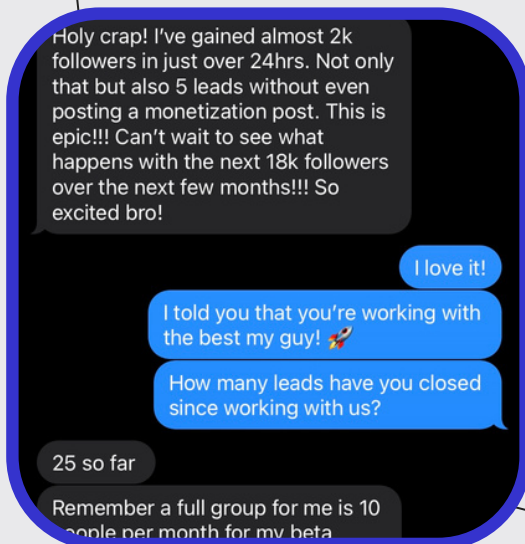 Holy crap! I've gained almost 2k
followers in just over 24hrs. Not only
that but also 5 leads without even
posting a monetization post. This is
epic!!! Can't wait to see what
happens with the next 18k followers
over the next few months!!! So
excited bro!
I love it!
I told you that you're working with
the best my guy! 🚀
How many leads have you closed
since working with us?
25 so far
Remember a full group for me is 10
people per month for my beta